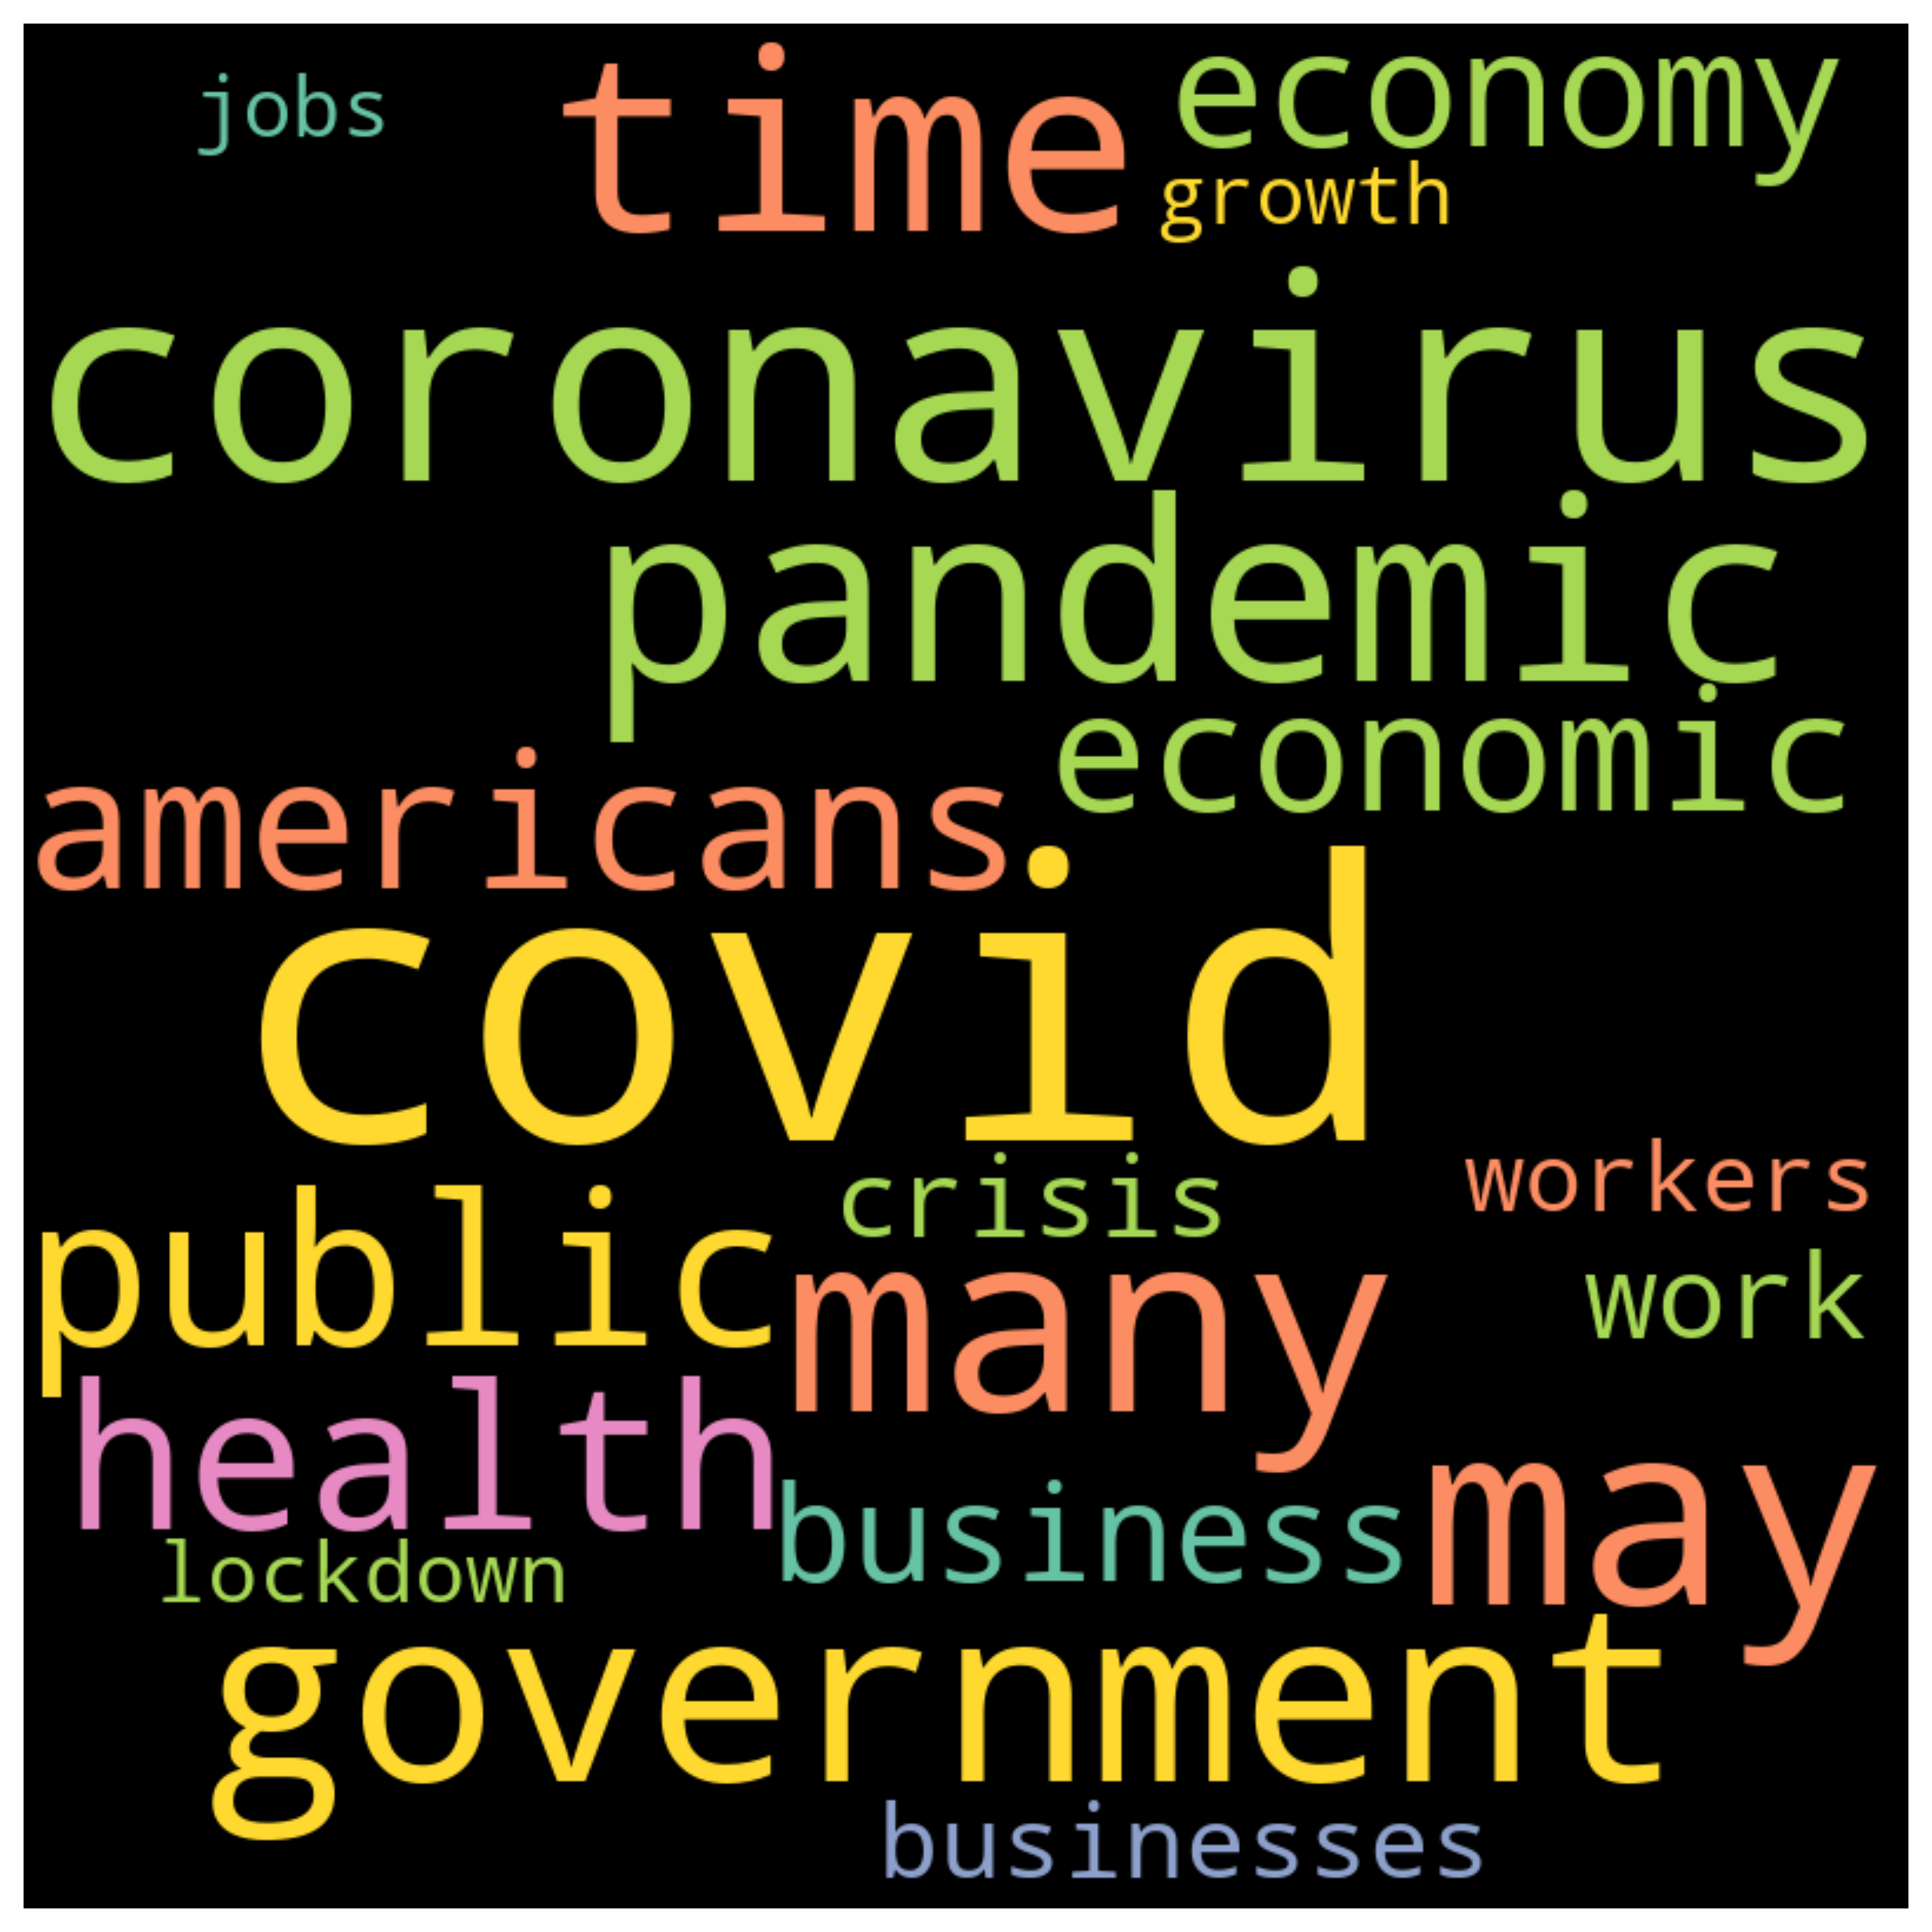 jobs time economy
growth
coronavirus
pandemic
economic
americans
covid
crisis workers
public many work
health may
business
lockdown
government
businesses